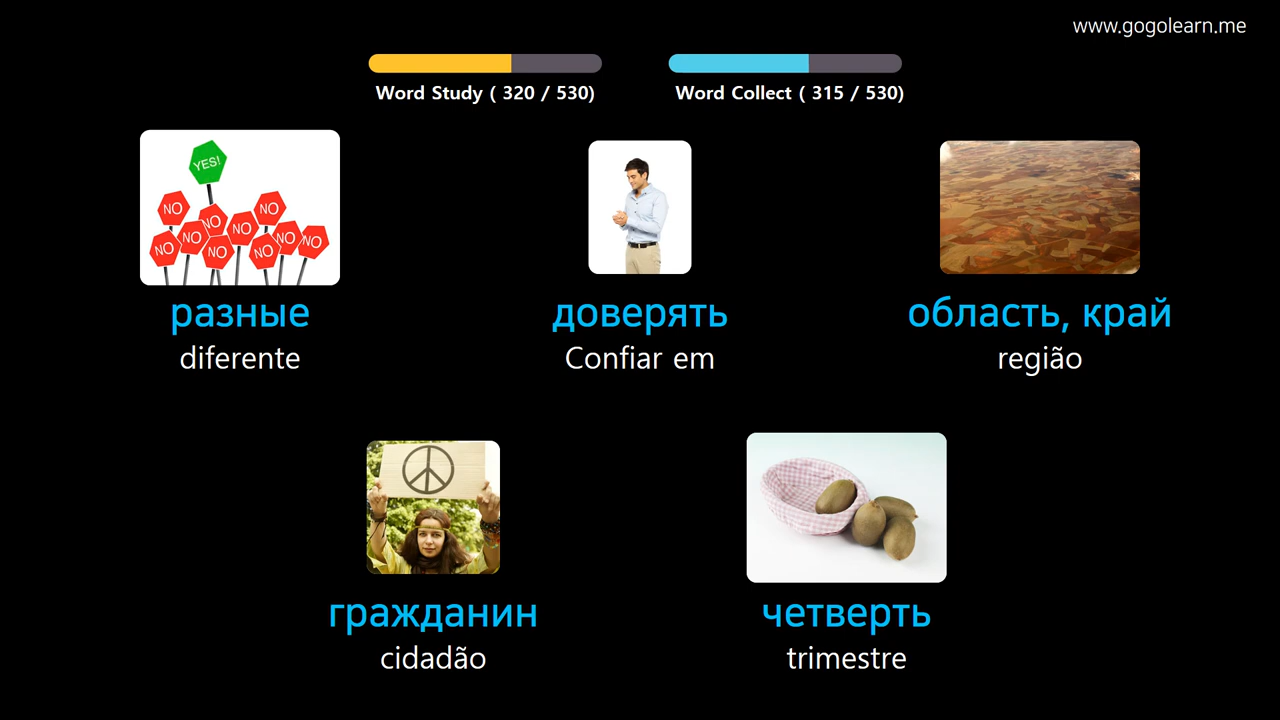 www.gogolearn.me
Word Study ( 320 / 530)
Word Collect ( 315 / 530)
YES!
NO
NO
NO
NO
NO
NO
NO
NO
NO
NO
разные
diferente
доверять
Confiar em
область, край
região
гражданин
cidadão
четверть
trimestre